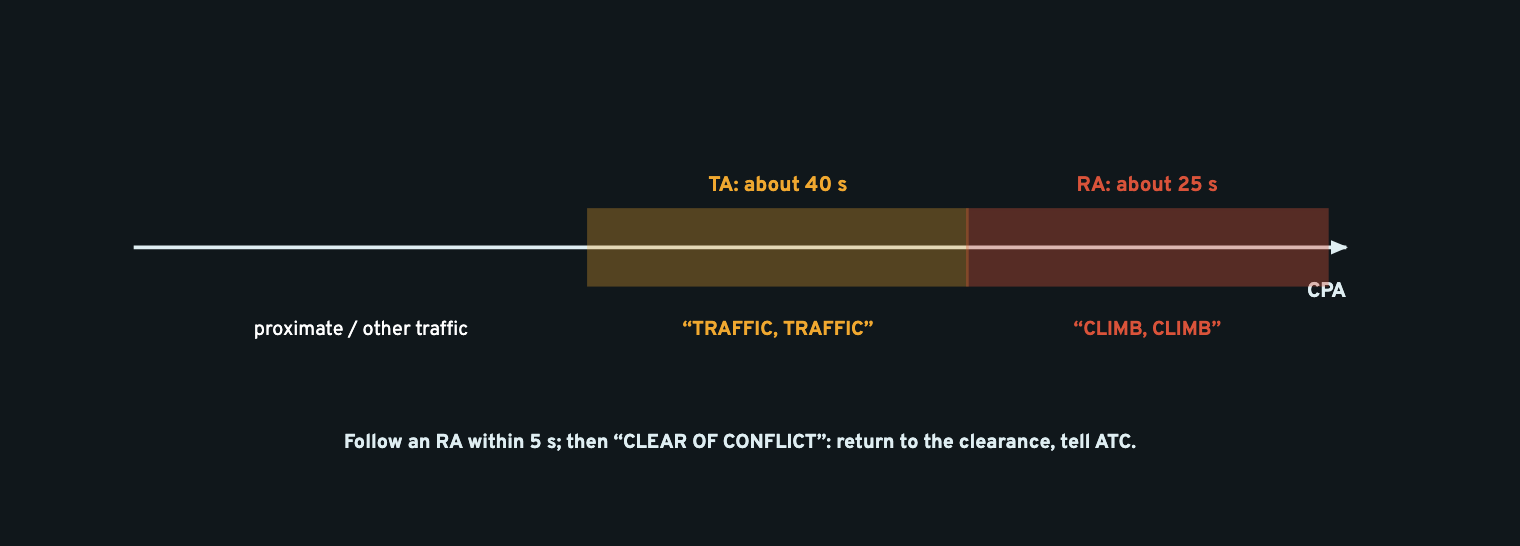 TA: about 40 s
RA: about 25 s
CPA
proximate / other traffic
“TRAFFIC, TRAFFIC”
“CLIMB, CLIMB”
Follow an RA within 5 s; then “CLEAR OF CONFLICT”: return to the clearance, tell ATC.